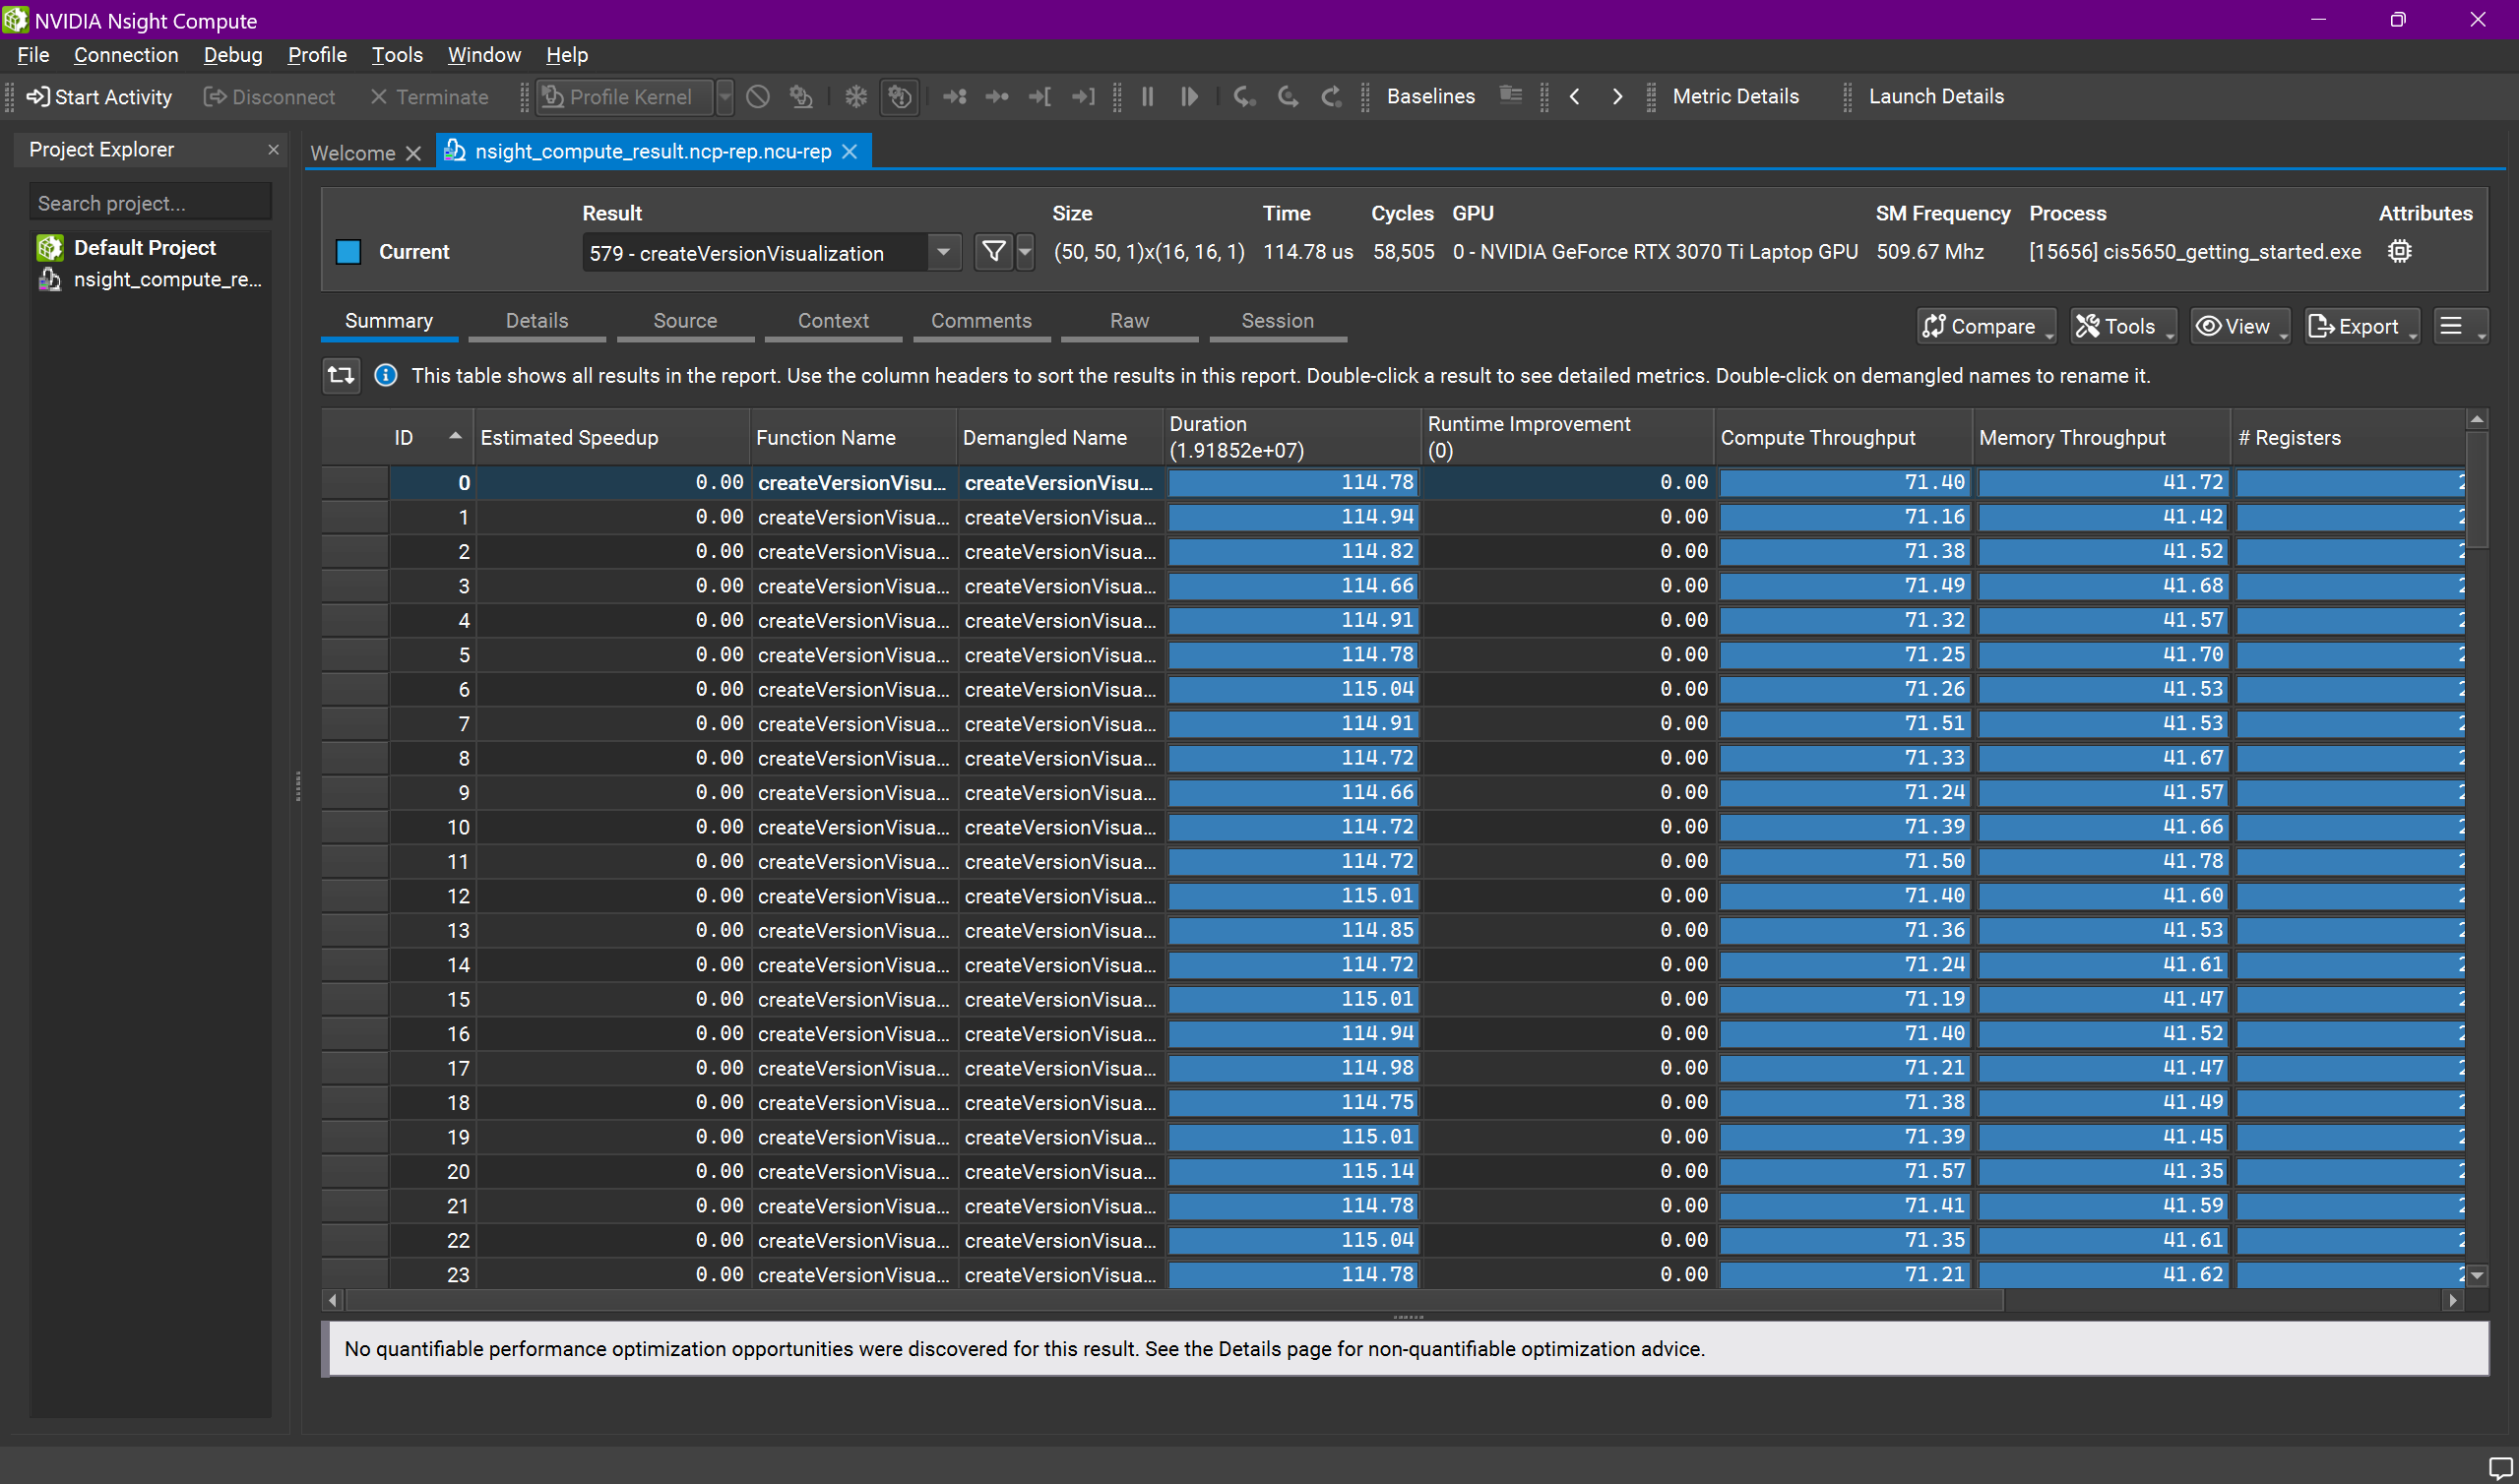 NVIDIA Nsight Compute
File Connection Debug Profile Tools Window Help
Start Activity Disconnect Terminate Profile Kernel Baselines Metric Details Launch Details
Project Explorer
Search project...
Default Project
nsight_compute_re...
Welcome nsight_compute_result.ncp-rep.ncu-rep
Result Size Time Cycles GPU SM Frequency Process Attributes
Current 579 - createVersionVisualization (50, 50, 1)x(16, 16, 1) 114.78 us 58,505 0 - NVIDIA GeForce RTX 3070 Ti Laptop GPU 509.67 Mhz [15656] cis5650_getting_started.exe
Summary Details Source Context Comments Raw Session Compare Tools View Export
This table shows all results in the report. Use the column headers to sort the results in this report. Double-click a result to see detailed metrics. Double-click on demangled names to rename it.
ID Estimated Speedup Function Name Demangled Name Duration (1.91852e+07) Runtime Improvement (0) Compute Throughput Memory Throughput # Registers
0 0.00 createVersionVisu... createVersionVisu... 114.78 0.00 71.40 41.72
1 0.00 createVersionVisua... createVersionVisua... 114.94 0.00 71.16 41.42
2 0.00 createVersionVisua... createVersionVisua... 114.82 0.00 71.38 41.52
3 0.00 createVersionVisua... createVersionVisua... 114.66 0.00 71.49 41.68
4 0.00 createVersionVisua... createVersionVisua... 114.91 0.00 71.32 41.57
5 0.00 createVersionVisua... createVersionVisua... 114.78 0.00 71.25 41.70
6 0.00 createVersionVisua... createVersionVisua... 115.04 0.00 71.26 41.53
7 0.00 createVersionVisua... createVersionVisua... 114.91 0.00 71.51 41.53
8 0.00 createVersionVisua... createVersionVisua... 114.72 0.00 71.33 41.67
9 0.00 createVersionVisua... createVersionVisua... 114.66 0.00 71.24 41.57
10 0.00 createVersionVisua... createVersionVisua... 114.72 0.00 71.39 41.66
11 0.00 createVersionVisua... createVersionVisua... 114.72 0.00 71.50 41.78
12 0.00 createVersionVisua... createVersionVisua... 115.01 0.00 71.40 41.60
13 0.00 createVersionVisua... createVersionVisua... 114.85 0.00 71.36 41.53
14 0.00 createVersionVisua... createVersionVisua... 114.72 0.00 71.24 41.61
15 0.00 createVersionVisua... createVersionVisua... 115.01 0.00 71.19 41.47
16 0.00 createVersionVisua... createVersionVisua... 114.94 0.00 71.40 41.52
17 0.00 createVersionVisua... createVersionVisua... 114.98 0.00 71.21 41.47
18 0.00 createVersionVisua... createVersionVisua... 114.75 0.00 71.38 41.49
19 0.00 createVersionVisua... createVersionVisua... 115.01 0.00 71.39 41.45
20 0.00 createVersionVisua... createVersionVisua... 115.14 0.00 71.57 41.35
21 0.00 createVersionVisua... createVersionVisua... 114.78 0.00 71.41 41.59
22 0.00 createVersionVisua... createVersionVisua... 115.04 0.00 71.35 41.61
23 0.00 createVersionVisua... createVersionVisua... 114.78 0.00 71.21 41.62
No quantifiable performance optimization opportunities were discovered for this result. See the Details page for non-quantifiable optimization advice.